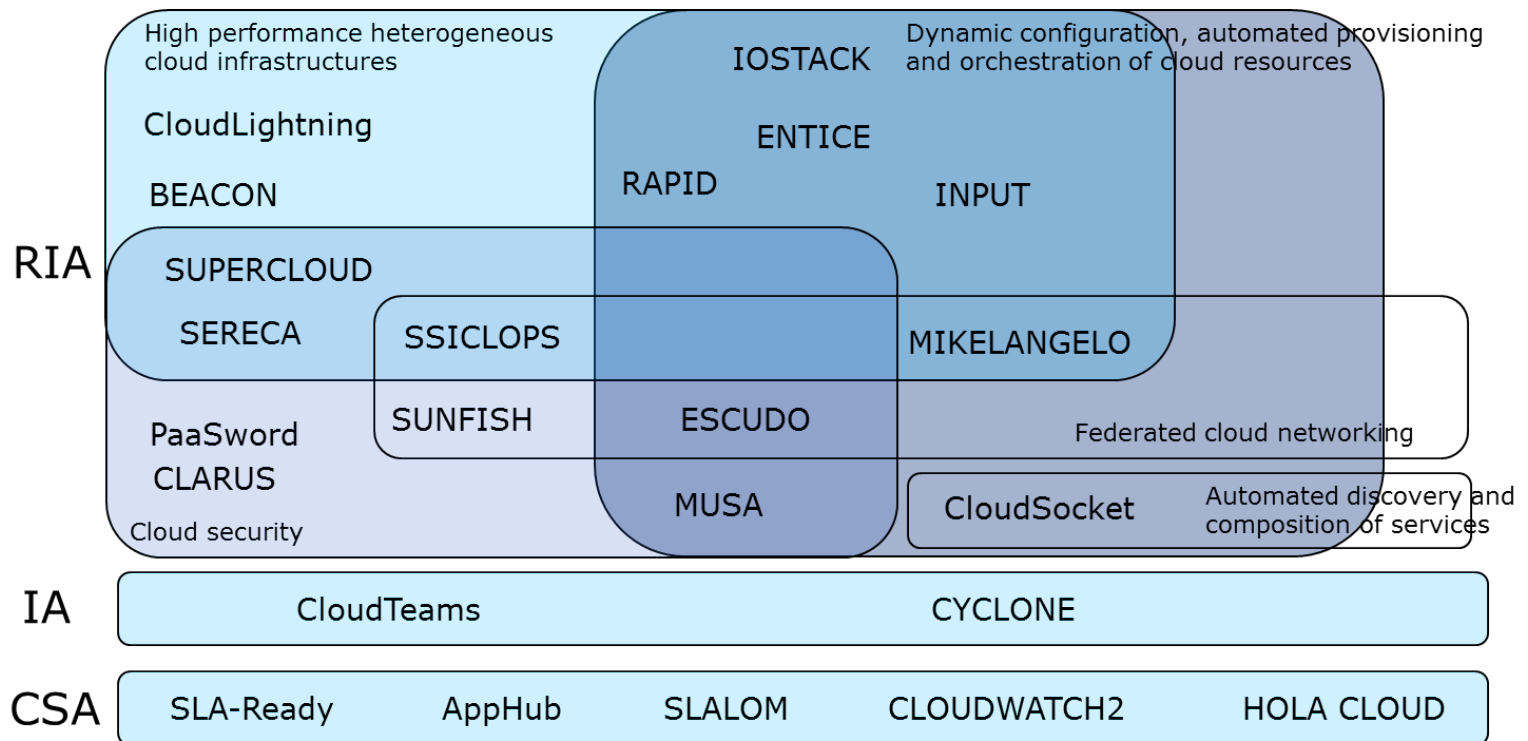 High performance heterogeneous
cloud infrastructures
Dynamic configuration, automated provisioning
and orchestration of cloud resources
IOSTACK
CloudLightning
ENTICE
BEACON
RAPID
INPUT
RIA
SUPERCLOUD
SERECA
SSICLOPS
MIKELANGELO
PaaSword
SUNFISH
ESCUDO
Federated cloud networking
CLARUS
MUSA
CloudSocket
Automated discovery and
composition of services
Cloud security
IA
CloudTeams
CYCLONE
CSA
SLA-Ready
AppHub
SLALOM
CLOUDWATCH2
HOLA CLOUD